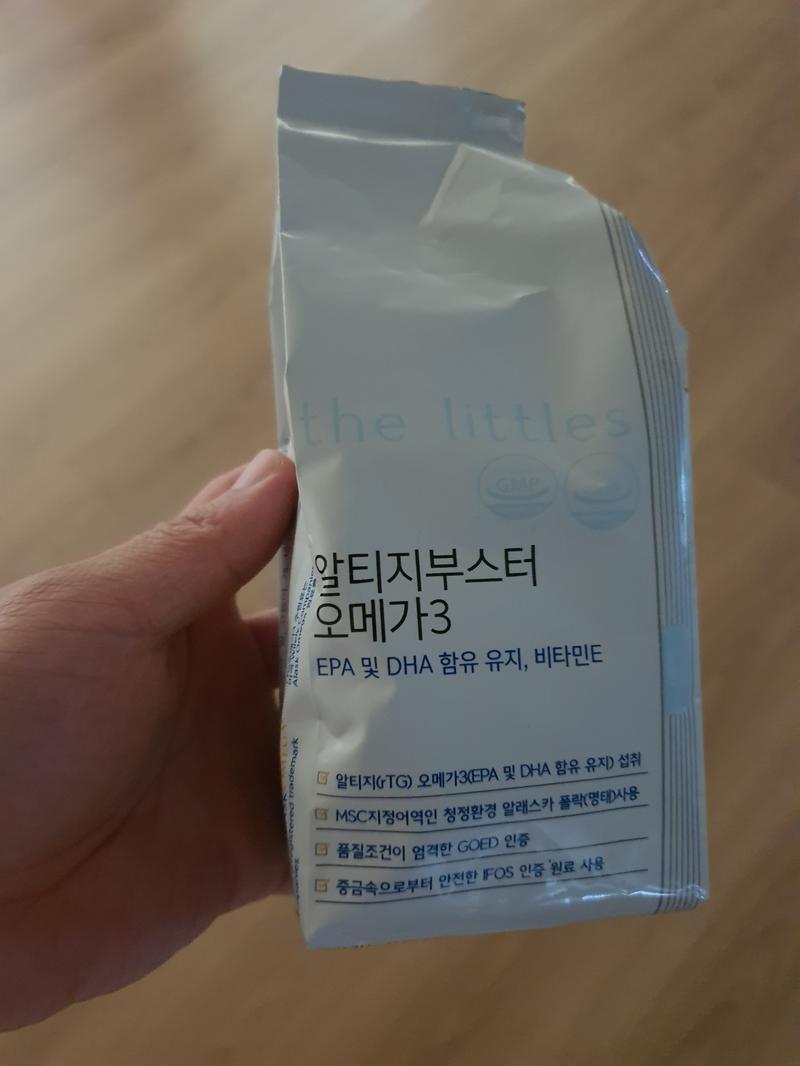 the littles
GMP
알티지부스터
오메가3
EPA 및 DHA 함유 유지, 비타민E
알티지(rTG) 오메가3(EPA 및 DHA 함유 유지) 섭취
MSC지정어역인 청정환경 알래스카 폴락(명태)사용
품질조건이 엄격한 GOED 인증
중금속으로부터 안전한 IFOS 인증 원료 사용
registered trademark